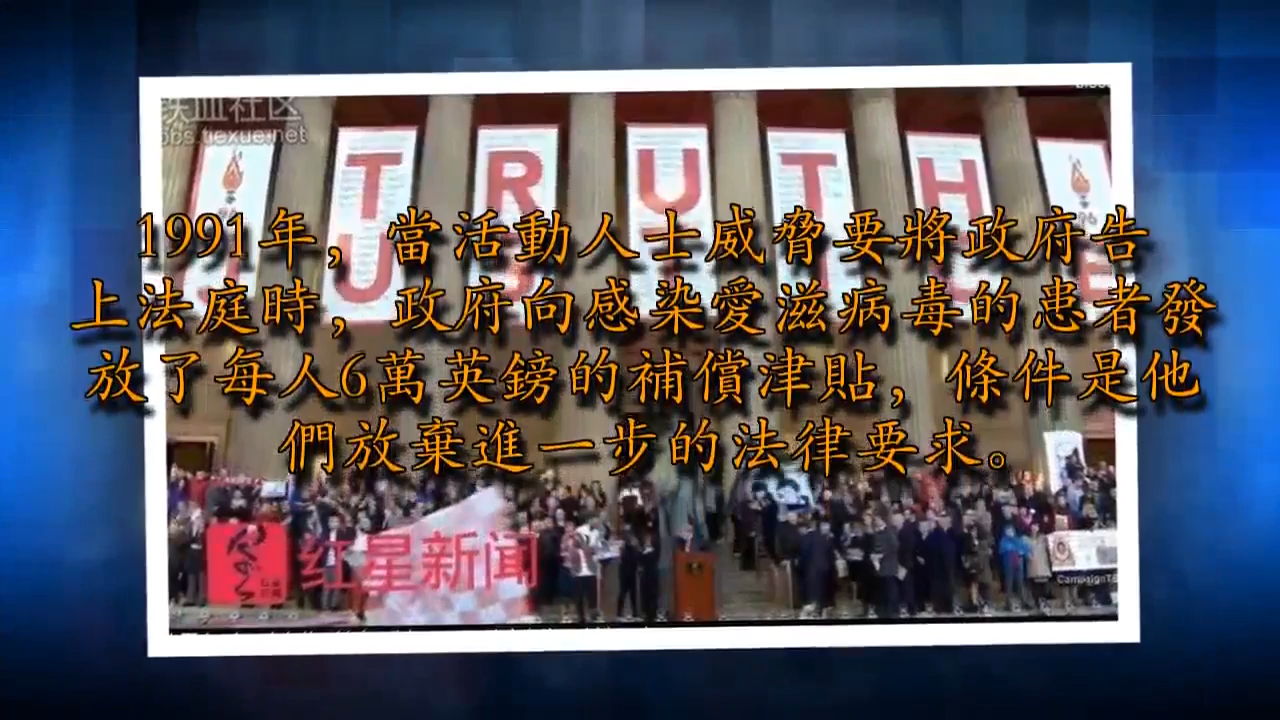 铁血社区
bbs.tiexue.net
TRUTH
96
1991年，當活動人士威脅要將政府告
上法庭時，政府向感染愛滋病毒的患者發
放了每人6萬英鎊的補償津貼，條件是他
們放棄進一步的法律要求。
红星新闻